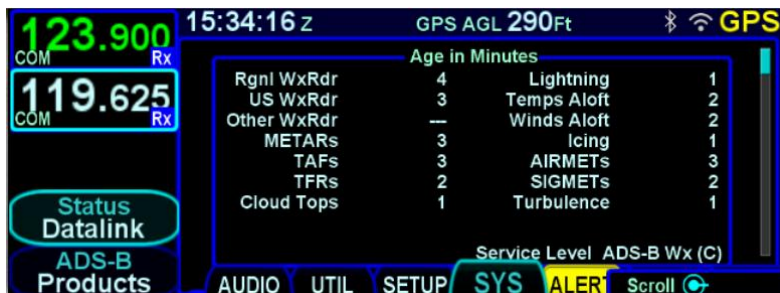 123.900
COM Rx
119.625
COM Rx
Status
Datalink
ADS-B
Products
15:34:16 Z GPS AGL 290Ft GPS
Age in Minutes
Rgnl WxRdr 4 Lightning 1
US WxRdr 3 Temps Aloft 2
Other WxRdr --- Winds Aloft 2
METARs 3 Icing 1
TAFs 3 AIRMETs 3
TFRs 2 SIGMETs 2
Cloud Tops 1 Turbulence 1
Service Level ADS-B Wx (C)
AUDIO UTIL SETUP SYS ALERT Scroll